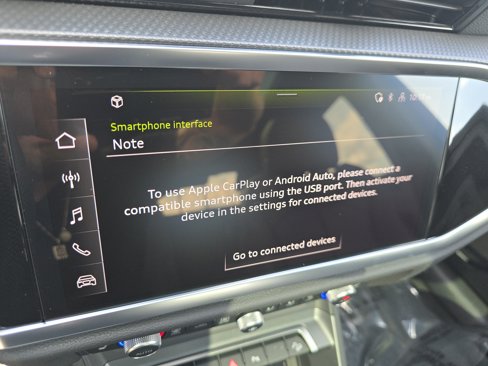 Smartphone interface
Note
To use Apple CarPlay or Android Auto, please connect a
compatible smartphone using the USB port. Then activate your
device in the settings for connected devices.
Go to connected devices
AUTO